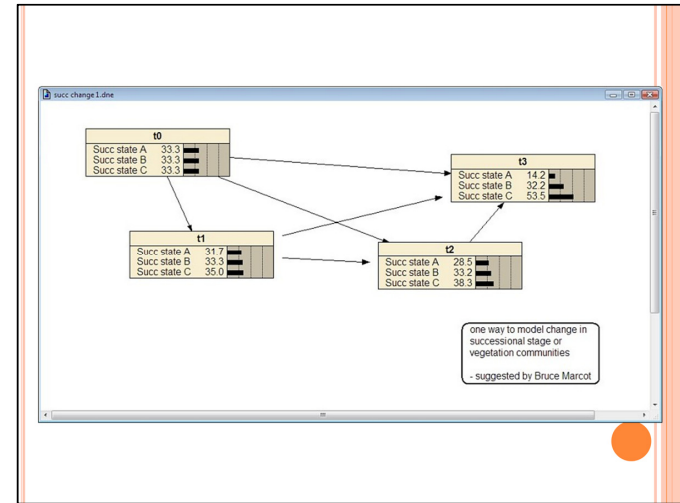 succ change1.dne
t0
Succ state A 33.3
Succ state B 33.3
Succ state C 33.3
t3
Succ state A 14.2
Succ state B 32.2
Succ state C 53.5
t1
Succ state A 31.7
Succ state B 33.3
Succ state C 35.0
t2
Succ state A 28.5
Succ state B 33.2
Succ state C 38.3
one way to model change in
successional stage or
vegetation communities
- suggested by Bruce Marcot